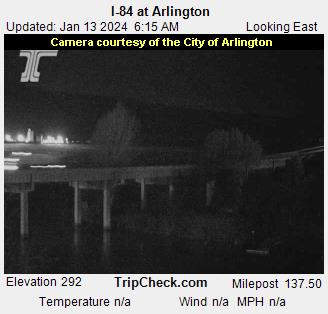 I-84 at Arlington
Updated: Jan 13 2024 6:15 AM Looking East
Camera courtesy of the City of Arlington
Elevation 292 TripCheck.com Milepost 137.50
Temperature n/a Wind n/a MPH n/a